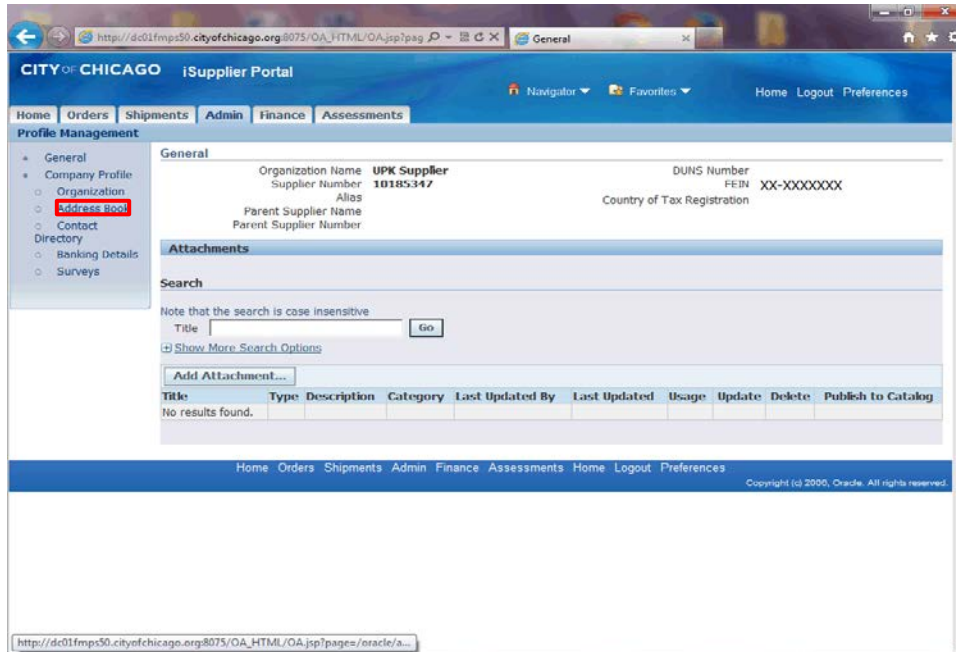 http://dc01fmps50.cityofchicago.org:8075/OA_HTML/OA.jsp?pag
General
CITY OF CHICAGO iSupplier Portal
Navigator Favorites Home Logout Preferences
Home Orders Shipments Admin Finance Assessments
Profile Management
General
Company Profile
Organization
Address Book
Contact
Directory
Banking Details
Surveys
General
Organization Name UPK Supplier
Supplier Number 10185347
Alias
Parent Supplier Name
Parent Supplier Number
DUNS Number
FEIN XX-XXXXXXX
Country of Tax Registration
Attachments
Search
Note that the search is case insensitive
Title Go
Show More Search Options
Add Attachment...
Title Type Description Category Last Updated By Last Updated Usage Update Delete Publish to Catalog
No results found.
Home Orders Shipments Admin Finance Assessments Home Logout Preferences
Copyright (c) 2006, Oracle. All rights reserved.
http://dc01fmps50.cityofchicago.org:8075/OA_HTML/OA.jsp?page=/oracle/a...